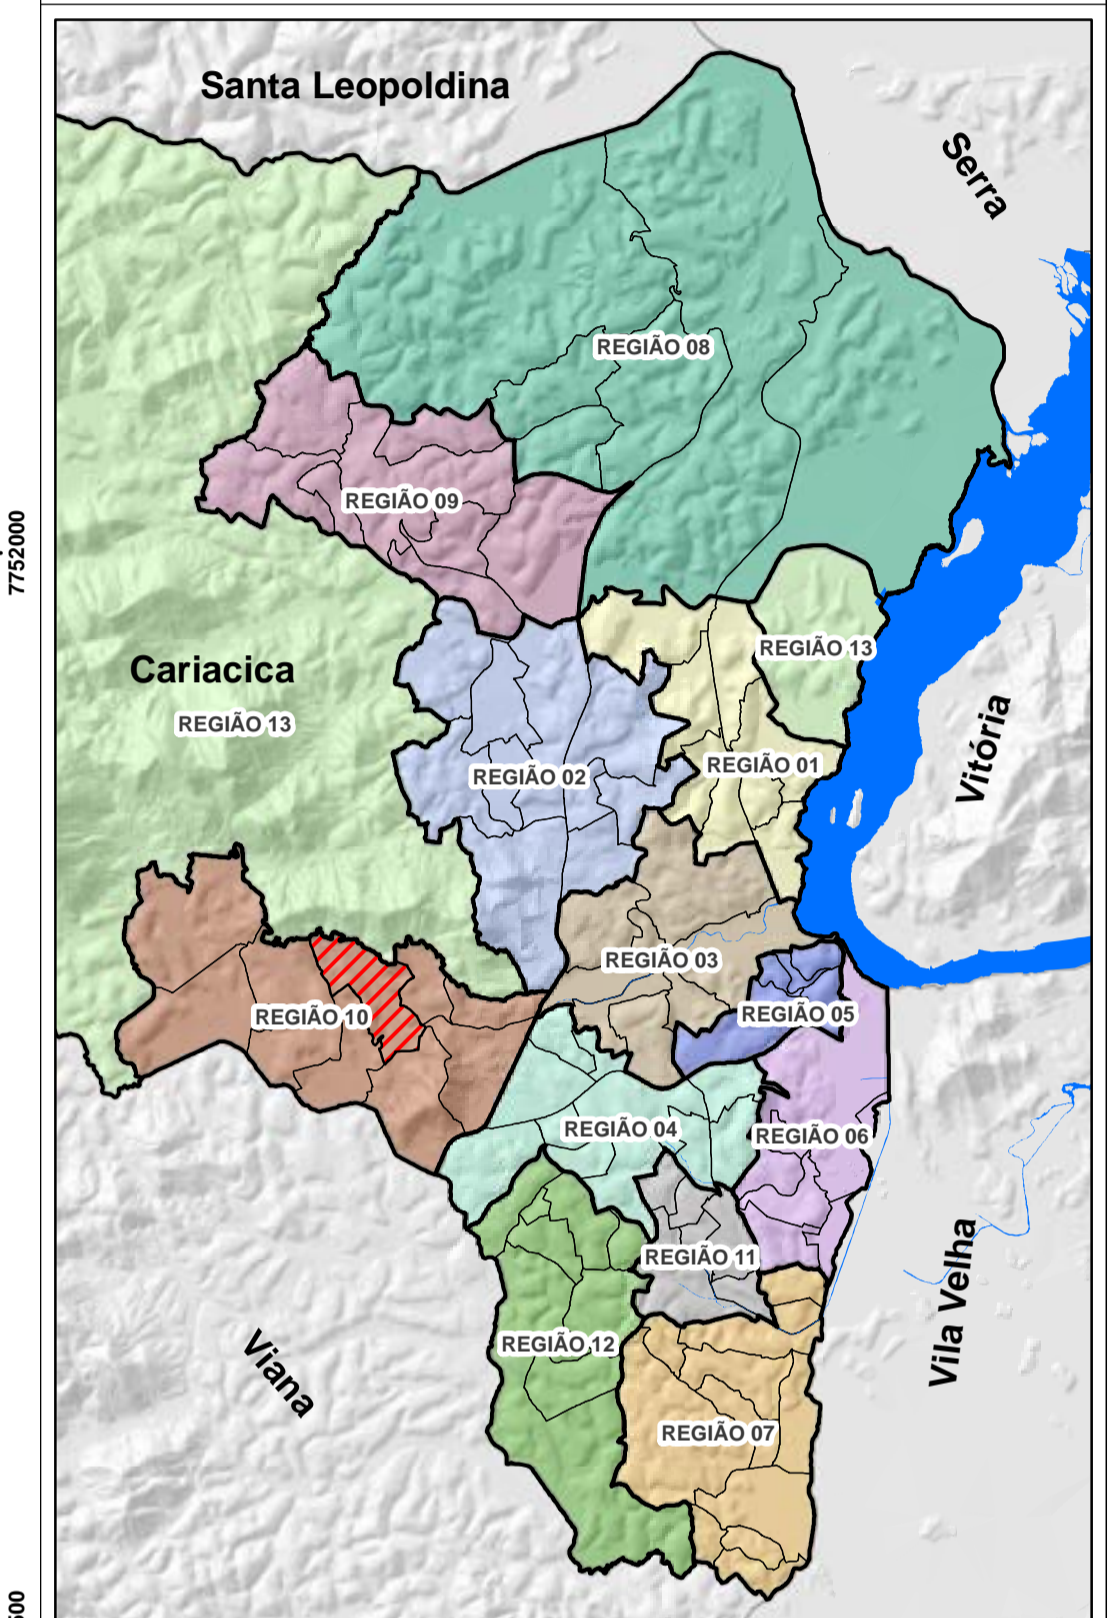 Santa Leopoldina
Serra
REGIÃO 08
REGIÃO 09
7752000
REGIÃO 13
Cariacica
REGIÃO 13
Vitória
REGIÃO 02
REGIÃO 01
REGIÃO 03
REGIÃO 05
REGIÃO 10
REGIÃO 04
REGIÃO 06
REGIÃO 11
Vila Velha
REGIÃO 12
Viana
REGIÃO 07